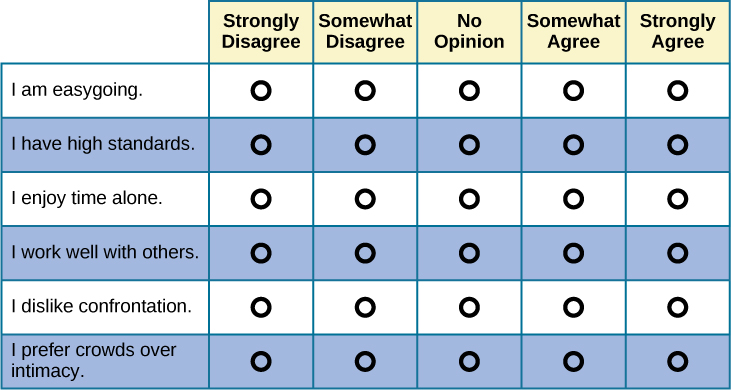 Strongly Disagree
Somewhat Disagree
No Opinion
Somewhat Agree
Strongly Agree
I am easygoing.
I have high standards.
I enjoy time alone.
I work well with others.
I dislike confrontation.
I prefer crowds over
intimacy.